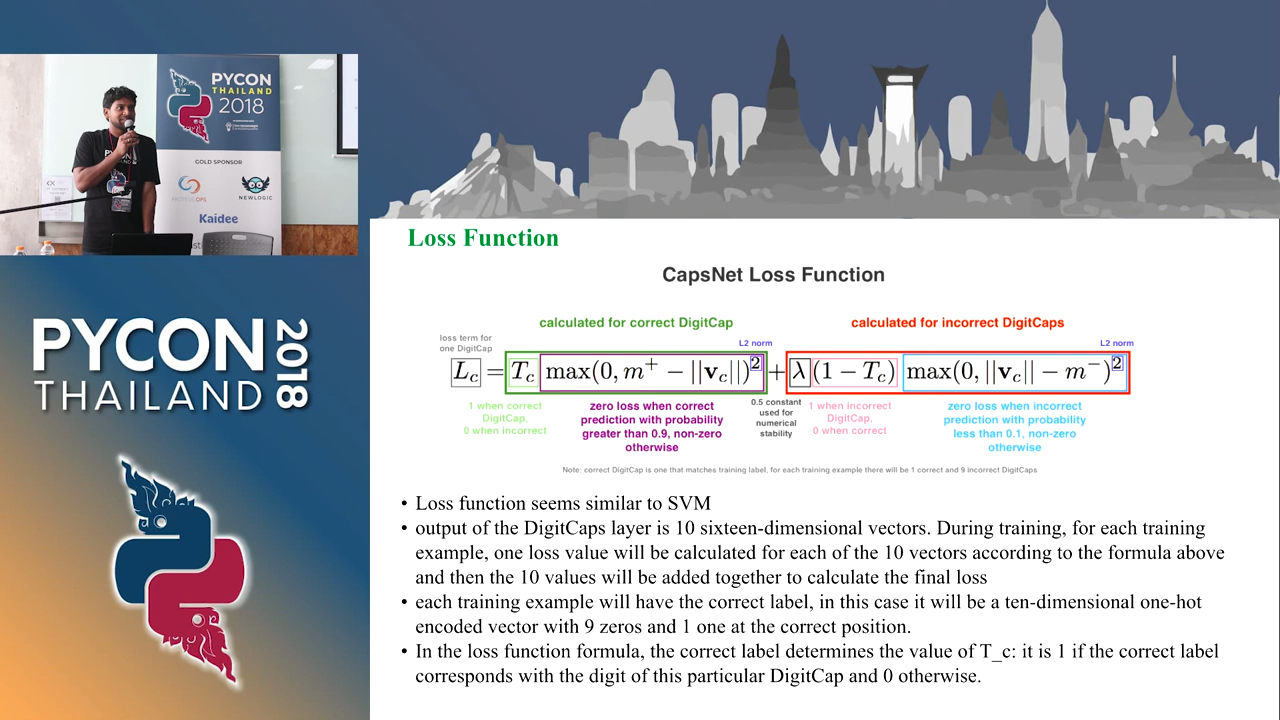 PYCON
THAILAND
2018
GOLD SPONSOR
NEWLOGIC
Kaidee
PYCON
THAILAND
2018
Loss Function
CapsNet Loss Function
calculated for correct DigitCap
calculated for incorrect DigitCaps
loss term for
one DigitCap
L2 norm
L2 norm
L_c = T_c max(0, m^+ − ||v_c||)^2 + λ (1 − T_c) max(0, ||v_c|| − m^−)^2
1 when correct
DigitCap,
0 when incorrect
zero loss when correct
prediction with probability
greater than 0.9, non-zero
otherwise
0.5 constant
used for
numerical
stability
1 when incorrect
DigitCap,
0 when correct
zero loss when incorrect
prediction with probability
less than 0.1, non-zero
otherwise
Note: correct DigitCap is one that matches training label, for each training example there will be 1 correct and 9 incorrect DigitCaps
• Loss function seems similar to SVM
• output of the DigitCaps layer is 10 sixteen-dimensional vectors. During training, for each training
example, one loss value will be calculated for each of the 10 vectors according to the formula above
and then the 10 values will be added together to calculate the final loss
• each training example will have the correct label, in this case it will be a ten-dimensional one-hot
encoded vector with 9 zeros and 1 one at the correct position.
• In the loss function formula, the correct label determines the value of T_c: it is 1 if the correct label
corresponds with the digit of this particular DigitCap and 0 otherwise.